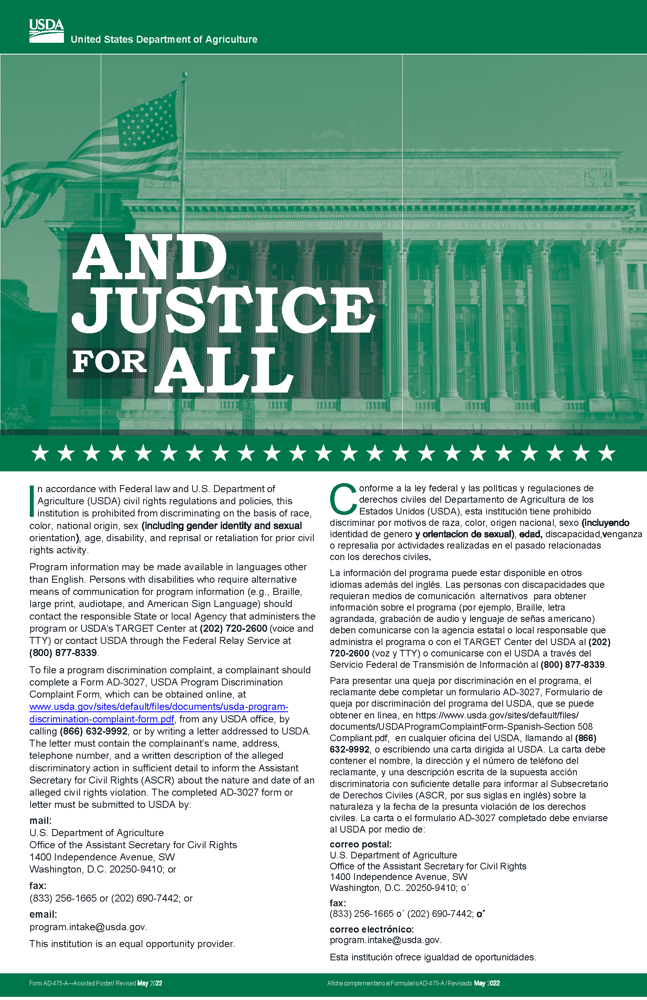 USDA
United States Department of Agriculture
UNITED STATES DEPARTMENT OF AGRICULTURE
AND
JUSTICE
FOR ALL
In accordance with Federal law and U.S. Department of
Agriculture (USDA) civil rights regulations and policies, this
institution is prohibited from discriminating on the basis of race,
color, national origin, sex (including gender identity and sexual
orientation), age, disability, and reprisal or retaliation for prior civil
rights activity.
Program information may be made available in languages other
than English. Persons with disabilities who require alternative
means of communication for program information (e.g., Braille,
large print, audiotape, and American Sign Language) should
contact the responsible State or local Agency that administers the
program or USDA’s TARGET Center at (202) 720-2600 (voice and
TTY) or contact USDA through the Federal Relay Service at
(800) 877-8339.
To file a program discrimination complaint, a complainant should
complete a Form AD-3027, USDA Program Discrimination
Complaint Form, which can be obtained online, at
www.usda.gov/sites/default/files/documents/usda-program-
discrimination-complaint-form.pdf, from any USDA office, by
calling (866) 632-9992, or by writing a letter addressed to USDA.
The letter must contain the complainant’s name, address,
telephone number, and a written description of the alleged
discriminatory action in sufficient detail to inform the Assistant
Secretary for Civil Rights (ASCR) about the nature and date of an
alleged civil rights violation. The completed AD-3027 form or
letter must be submitted to USDA by:
mail:
U.S. Department of Agriculture
Office of the Assistant Secretary for Civil Rights
1400 Independence Avenue, SW
Washington, D.C. 20250-9410; or
fax:
(833) 256-1665 or (202) 690-7442; or
email:
program.intake@usda.gov.
This institution is an equal opportunity provider.
Conforme a la ley federal y las políticas y regulaciones de
derechos civiles del Departamento de Agricultura de los
Estados Unidos (USDA), esta institución tiene prohibido
discriminar por motivos de raza, color, origen nacional, sexo (incluyendo
identidad de genero y orientacion de sexual), edad, discapacidad,venganza
o represalia por actividades realizadas en el pasado relacionadas
con los derechos civiles.
La información del programa puede estar disponible en otros
idiomas además del inglés. Las personas con discapacidades que
requieran medios de comunicación alternativos para obtener
información sobre el programa (por ejemplo, Braille, letra
agrandada, grabación de audio y lenguaje de señas americano)
deben comunicarse con la agencia estatal o local responsable que
administra el programa o con el TARGET Center del USDA al (202)
720-2600 (voz y TTY) o comunicarse con el USDA a través del
Servicio Federal de Transmisión de Información al (800) 877-8339.
Para presentar una queja por discriminación en el programa, el
reclamante debe completar un formulario AD-3027, Formulario de
queja por discriminación del programa del USDA, que se puede
obtener en línea, en https://www.usda.gov/sites/default/files/
documents/USDAProgramComplaintForm-Spanish-Section 508
Compliant.pdf, en cualquier oficina del USDA, llamando al (866)
632-9992, o escribiendo una carta dirigida al USDA. La carta debe
contener el nombre, la dirección y el número de teléfono del
reclamante, y una descripción escrita de la supuesta acción
discriminatoria con suficiente detalle para informar al Subsecretario
de Derechos Civiles (ASCR, por sus siglas en inglés) sobre la
naturaleza y la fecha de la presunta violación de los derechos
civiles. La carta o el formulario AD-3027 completado debe enviarse
al USDA por medio de:
correo postal:
U.S. Department of Agriculture
Office of the Assistant Secretary for Civil Rights
1400 Independence Avenue, SW
Washington, D.C. 20250-9410; o´
fax:
(833) 256-1665 o´ (202) 690-7442; o´
correo electrónico:
program.intake@usda.gov.
Esta institución ofrece igualdad de oportunidades.
Form AD-475-A—Assisted Poster/ Revised May 2022
Afiche complementario al Formulario AD-475-A / Revisado May 2022